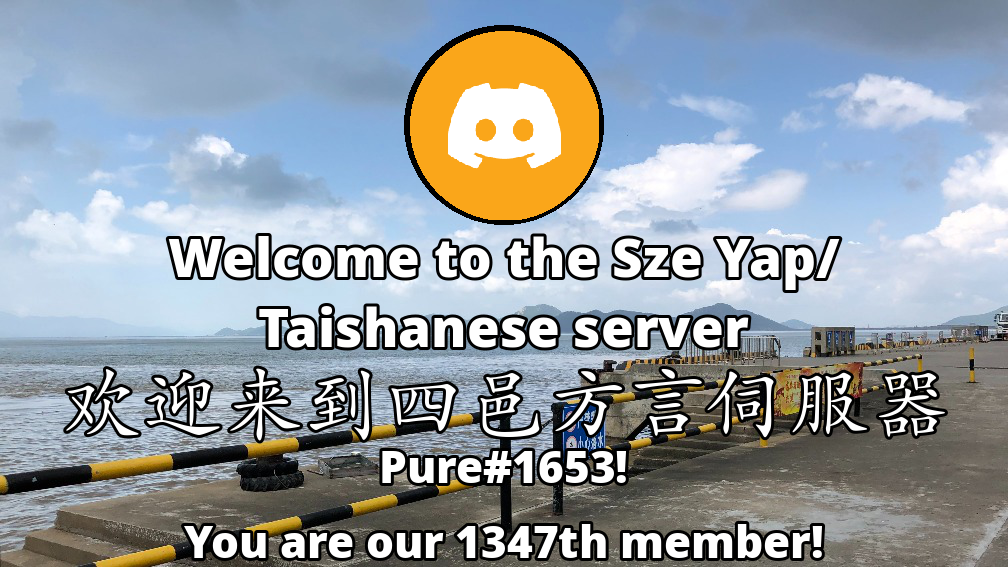 Welcome to the Sze Yap/
Taishanese server
欢迎来到四邑方言伺服器
Pure#1653!
You are our 1347th member!